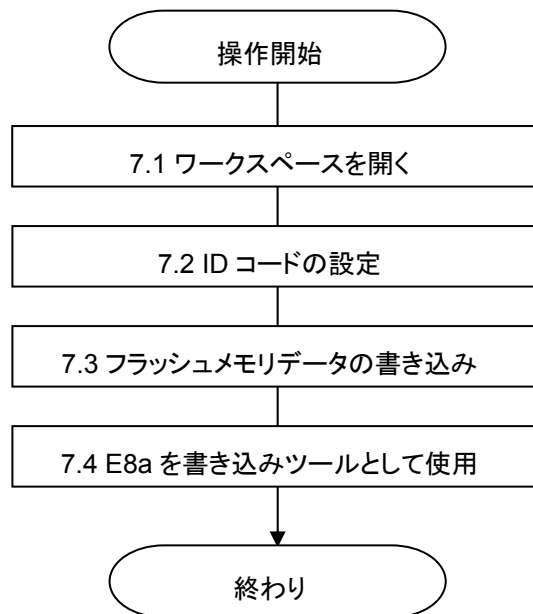 操作開始
7.1 ワークスペースを開く
7.2 ID コードの設定
7.3 フラッシュメモリデータの書き込み
7.4 E8a を書き込みツールとして使用
終わり